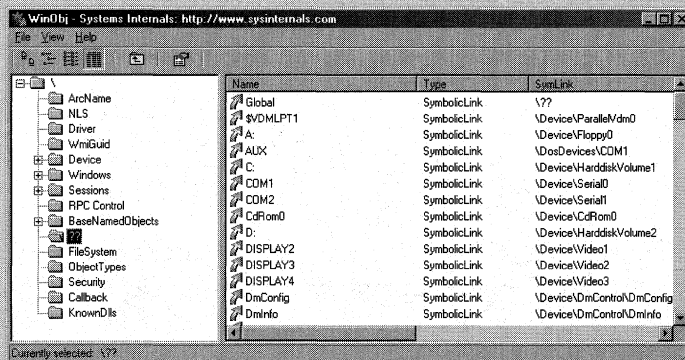 WinObj - Systems Internals: http://www.sysinternals.com
File View Help
\
ArcName
NLS
Driver
WmiGuid
Device
Windows
Sessions
RPC Control
BaseNamedObjects
??
FileSystem
ObjectTypes
Security
Callback
KnownDlls
Name Type SymLink
Global SymbolicLink \??
$VDMLPT1 SymbolicLink \Device\ParallelVdm0
A: SymbolicLink \Device\Floppy0
AUX SymbolicLink \DosDevices\COM1
C: SymbolicLink \Device\HarddiskVolume1
COM1 SymbolicLink \Device\Serial0
COM2 SymbolicLink \Device\Serial1
CdRom0 SymbolicLink \Device\CdRom0
D: SymbolicLink \Device\HarddiskVolume2
DISPLAY2 SymbolicLink \Device\Video1
DISPLAY3 SymbolicLink \Device\Video2
DISPLAY4 SymbolicLink \Device\Video3
DmConfig SymbolicLink \Device\DmControl\DmConfig
DmInfo SymbolicLink \Device\DmControl\DmInfo
Currently selected: \??